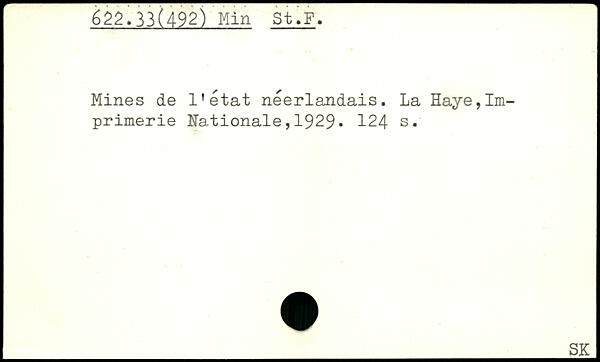 622.33(492) Min St.F.
Mines de l'état néerlandais. La Haye,Im-
primerie Nationale,1929. 124 s.
SK